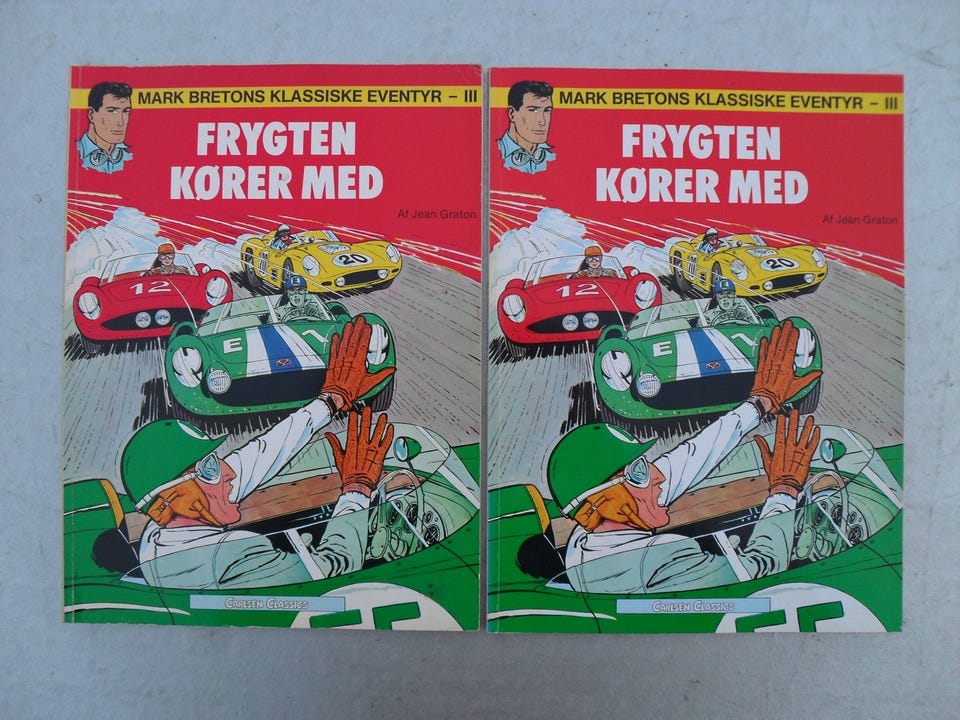 MARK BRETONS KLASSISKE EVENTYR – III
FRYGTEN
KØRER MED
Af Jean Graton
12
20
E
CARLSEN CLASSICS
MARK BRETONS KLASSISKE EVENTYR – III
FRYGTEN
KØRER MED
Af Jean Graton
12
20
E
CARLSEN CLASSICS